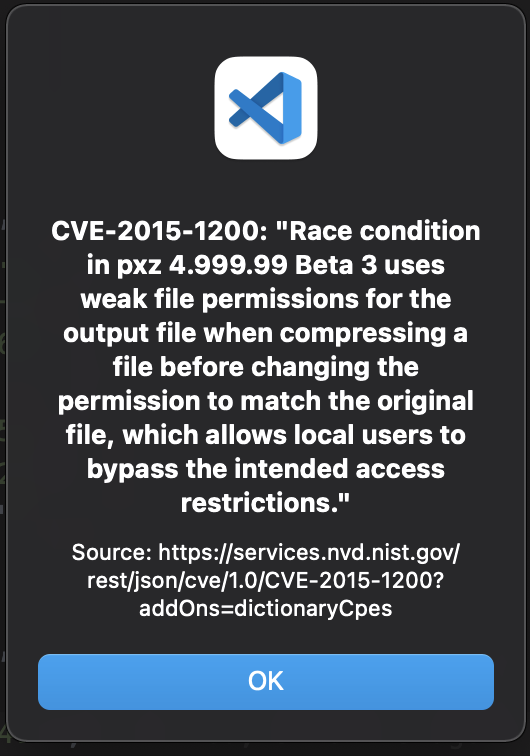 CVE-2015-1200: "Race condition
in pxz 4.999.99 Beta 3 uses
weak file permissions for the
output file when compressing a
file before changing the
permission to match the original
file, which allows local users to
bypass the intended access
restrictions."
Source: https://services.nvd.nist.gov/
rest/json/cve/1.0/CVE-2015-1200?
addOns=dictionaryCpes
OK